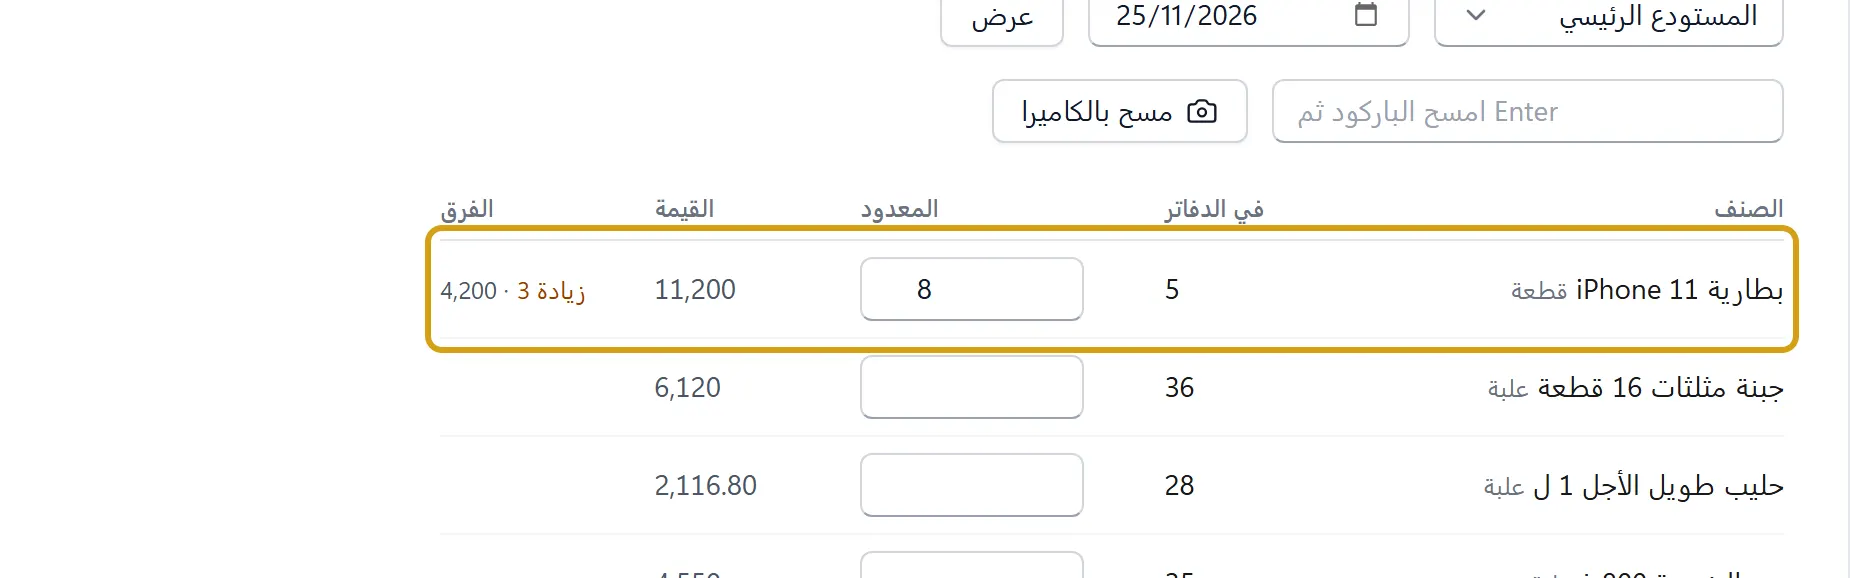 المستودع الرئيسي 25/11/2026 عرض
امسح الباركود ثم Enter مسح بالكاميرا
الصنف في الدفاتر المعدود القيمة الفرق
بطارية iPhone 11 قطعة 5 8 11,200 زيادة 3 · 4,200
جبنة مثلثات 16 قطعة علبة 36 6,120
حليب طويل الأجل 1 ل علبة 28 2,116.80